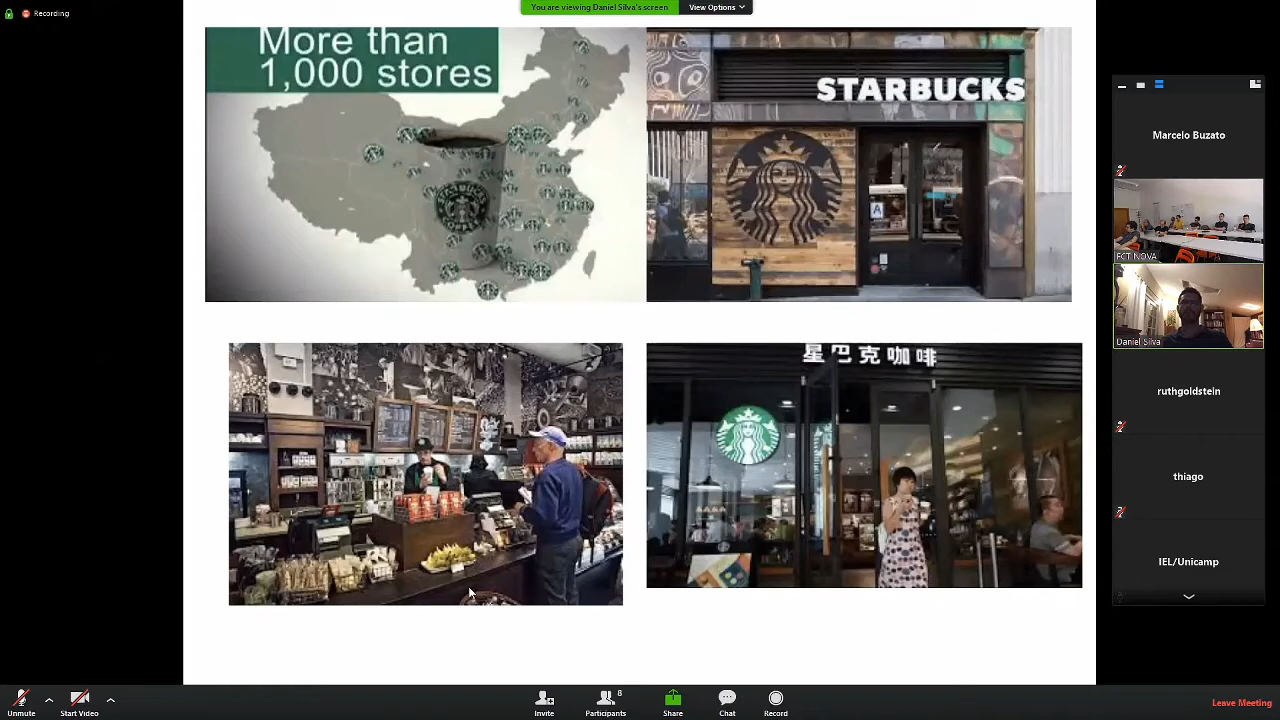 Recording
You are viewing Daniel Silva's screen
View Options
More than
1,000 stores
STARBUCKS
A
星巴克咖啡
Marcelo Buzato
FCT NOVA
Daniel Silva
ruthgoldstein
thiago
IEL/Unicamp
Unmute
Start Video
Invite
Participants
8
Share
Chat
Record
Leave Meeting